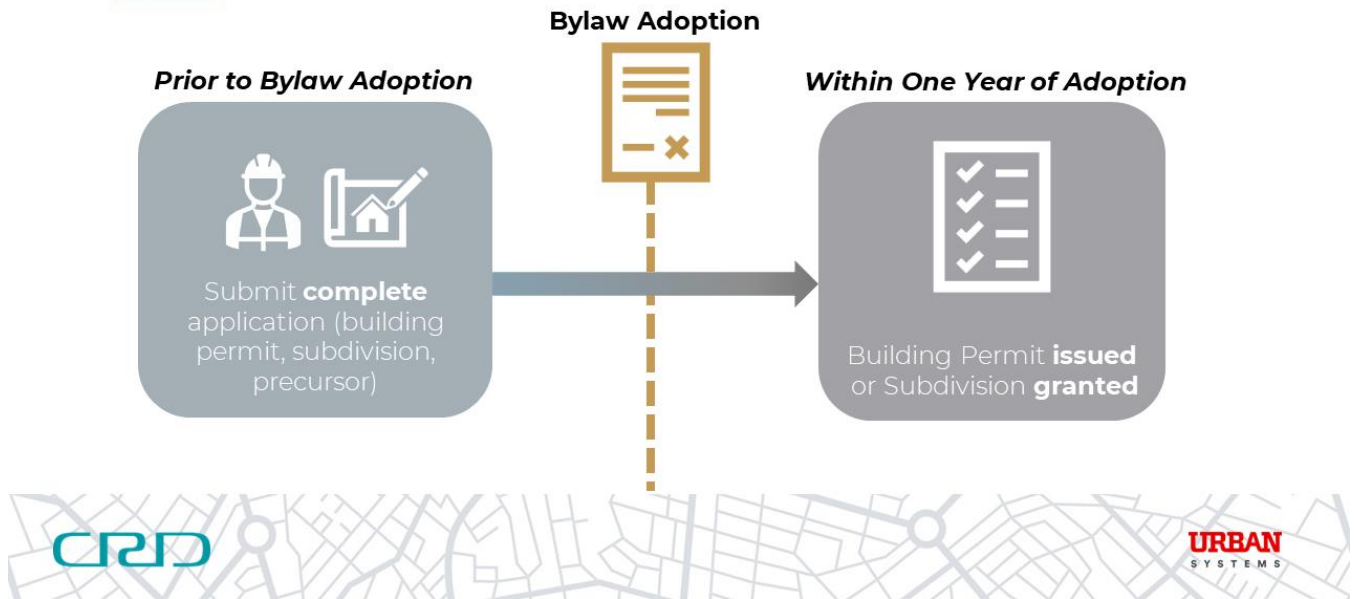 Bylaw Adoption
Prior to Bylaw Adoption
Submit complete
application (building
permit, subdivision,
precursor)
Within One Year of Adoption
Building Permit issued
or Subdivision granted
CRD
URBAN
SYSTEMS